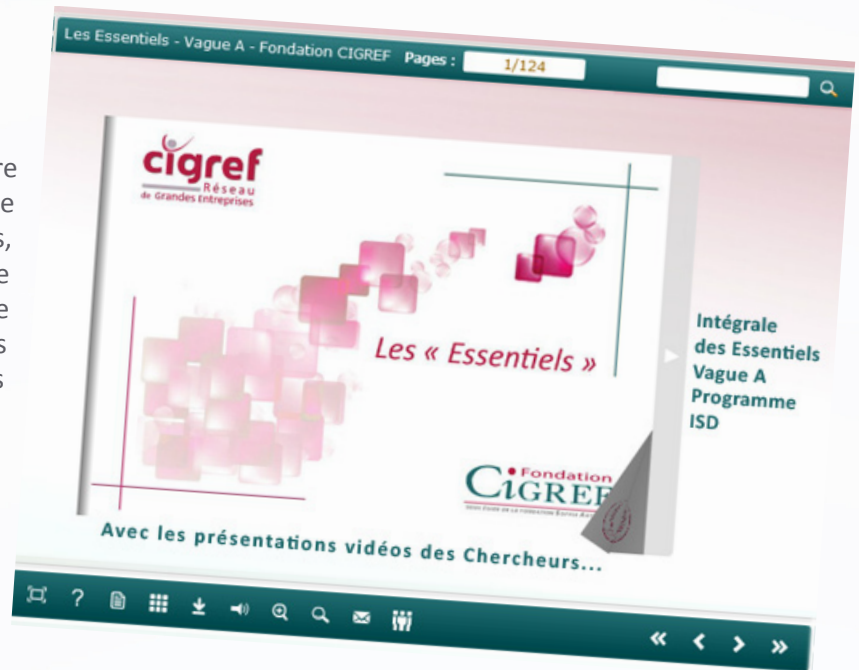 Les Essentiels - Vague A - Fondation CIGREF Pages : 1/124
cigref
Réseau
de Grandes Entreprises
Les « Essentiels »
Intégrale
des Essentiels
Vague A
Programme
ISD
Fondation
CIGREF
Avec les présentations vidéos des Chercheurs...